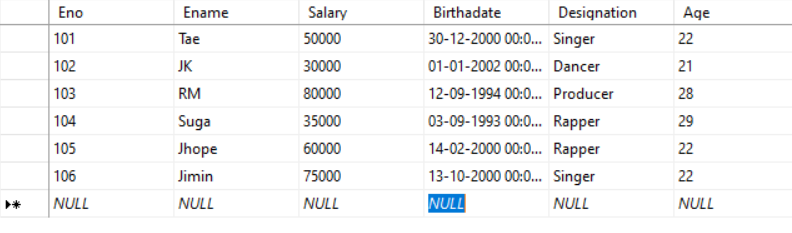 Eno Ename Salary Birthadate Designation Age
101 Tae 50000 30-12-2000 00:0... Singer 22
102 JK 30000 01-01-2002 00:0... Dancer 21
103 RM 80000 12-09-1994 00:0... Producer 28
104 Suga 35000 03-09-1993 00:0... Rapper 29
105 Jhope 60000 14-02-2000 00:0... Rapper 22
106 Jimin 75000 13-10-2000 00:0... Singer 22
NULL NULL NULL NULL NULL NULL